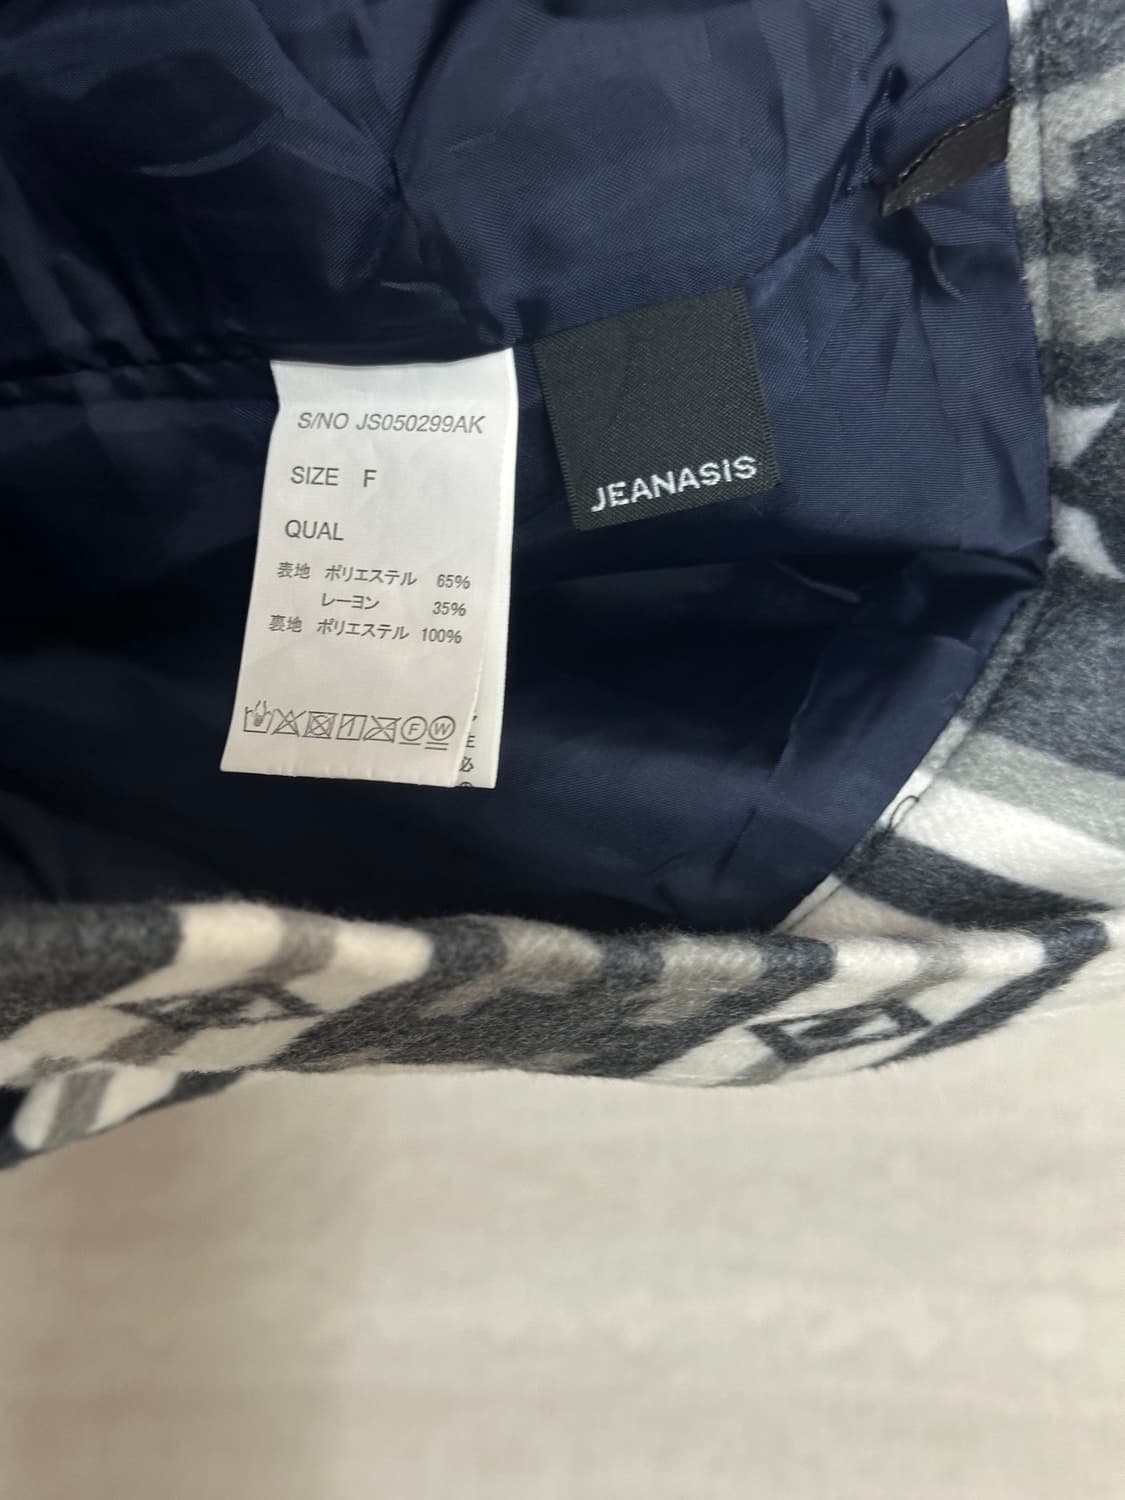 S/NO JS050299AK
SIZE F
QUAL
表地 ポリエステル 65%
レーヨン 35%
裏地 ポリエステル 100%
F W
必
JEANASIS